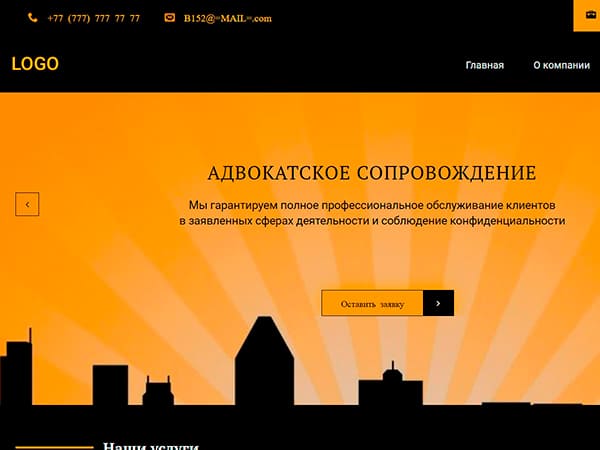 +77 (777) 777 77 77 B152@=MAIL=.com
LOGO
Главная О компании
АДВОКАТСКОЕ СОПРОВОЖДЕНИЕ
Мы гарантируем полное профессиональное обслуживание клиентов
в заявленных сферах деятельности и соблюдение конфиденциальности
Оставить заявку
Наши услуги